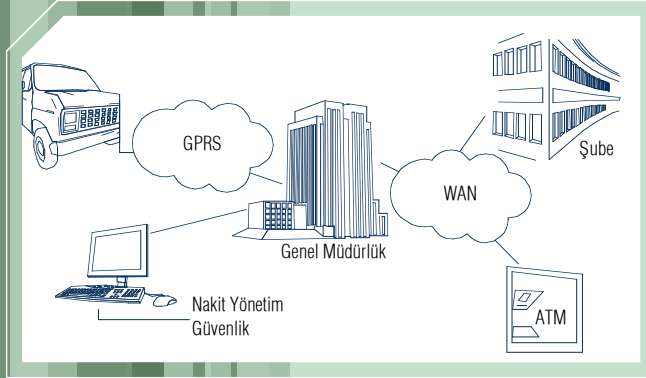 GPRS
Şube
WAN
Genel Müdürlük
Nakit Yönetim
Güvenlik
ATM